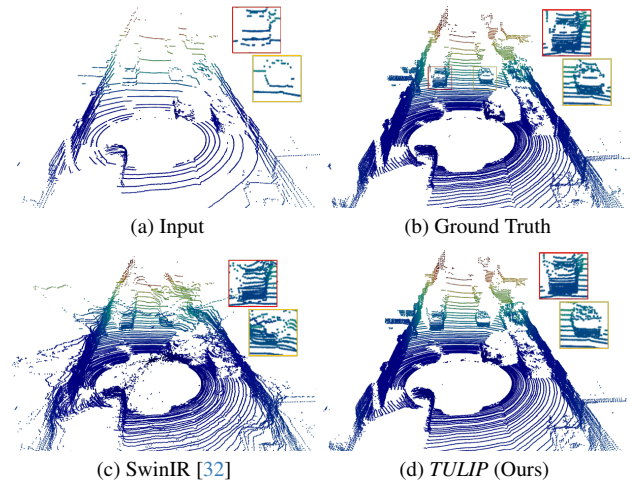 (a) Input
(b) Ground Truth
(c) SwinIR [32]
(d) TULIP (Ours)